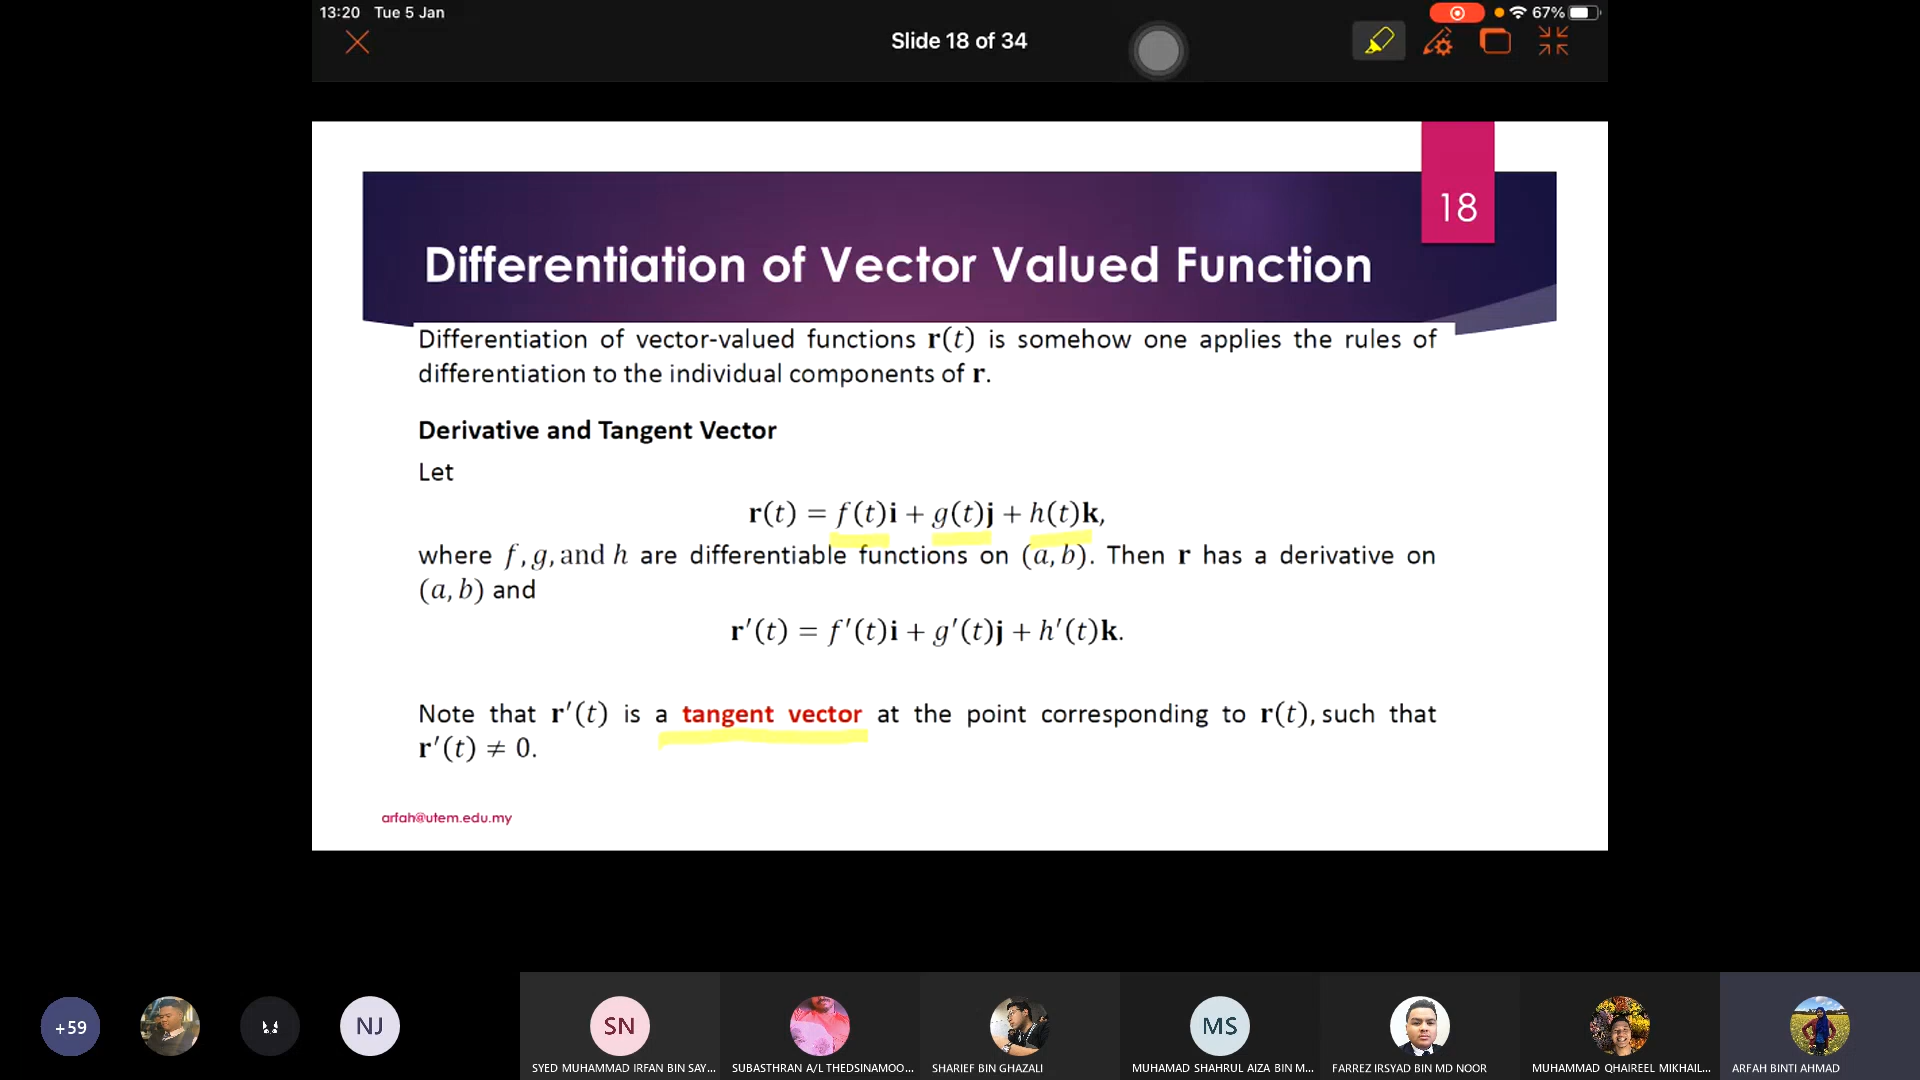 13:20 Tue 5 Jan
67%
Slide 18 of 34
18
Differentiation of Vector Valued Function
Differentiation of vector-valued functions r(t) is somehow one applies the rules of
differentiation to the individual components of r.
Derivative and Tangent Vector
Let
r(t) = f(t)i + g(t)j + h(t)k,
where f, g, and h are differentiable functions on (a, b). Then r has a derivative on
(a, b) and
r′(t) = f′(t)i + g′(t)j + h′(t)k.
Note that r′(t) is a tangent vector at the point corresponding to r(t), such that
r′(t) ≠ 0.
arfah@utem.edu.my
+59
NJ
SN
MS
SYED MUHAMMAD IRFAN BIN SAY...
SUBASTHRAN A/L THEDSINAMOO...
SHARIEF BIN GHAZALI
MUHAMAD SHAHRUL AIZA BIN M...
FARREZ IRSYAD BIN MD NOOR
MUHAMMAD QHAIREEL MIKHAIL...
ARFAH BINTI AHMAD